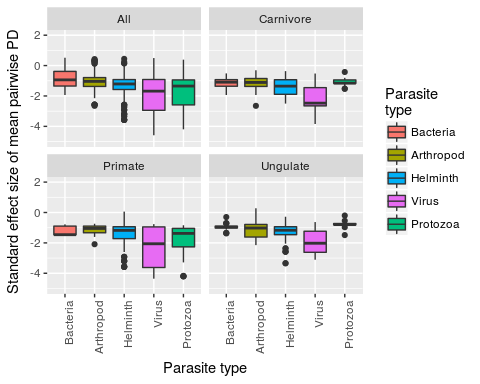 All
Carnivore
2
0
-2
-4
Primate
Ungulate
2
0
-2
-4
Standard effect size of mean pairwise PD
Bacteria
Arthropod
Helminth
Virus
Protozoa
Bacteria
Arthropod
Helminth
Virus
Protozoa
Parasite type
Parasite
type
Bacteria
Arthropod
Helminth
Virus
Protozoa